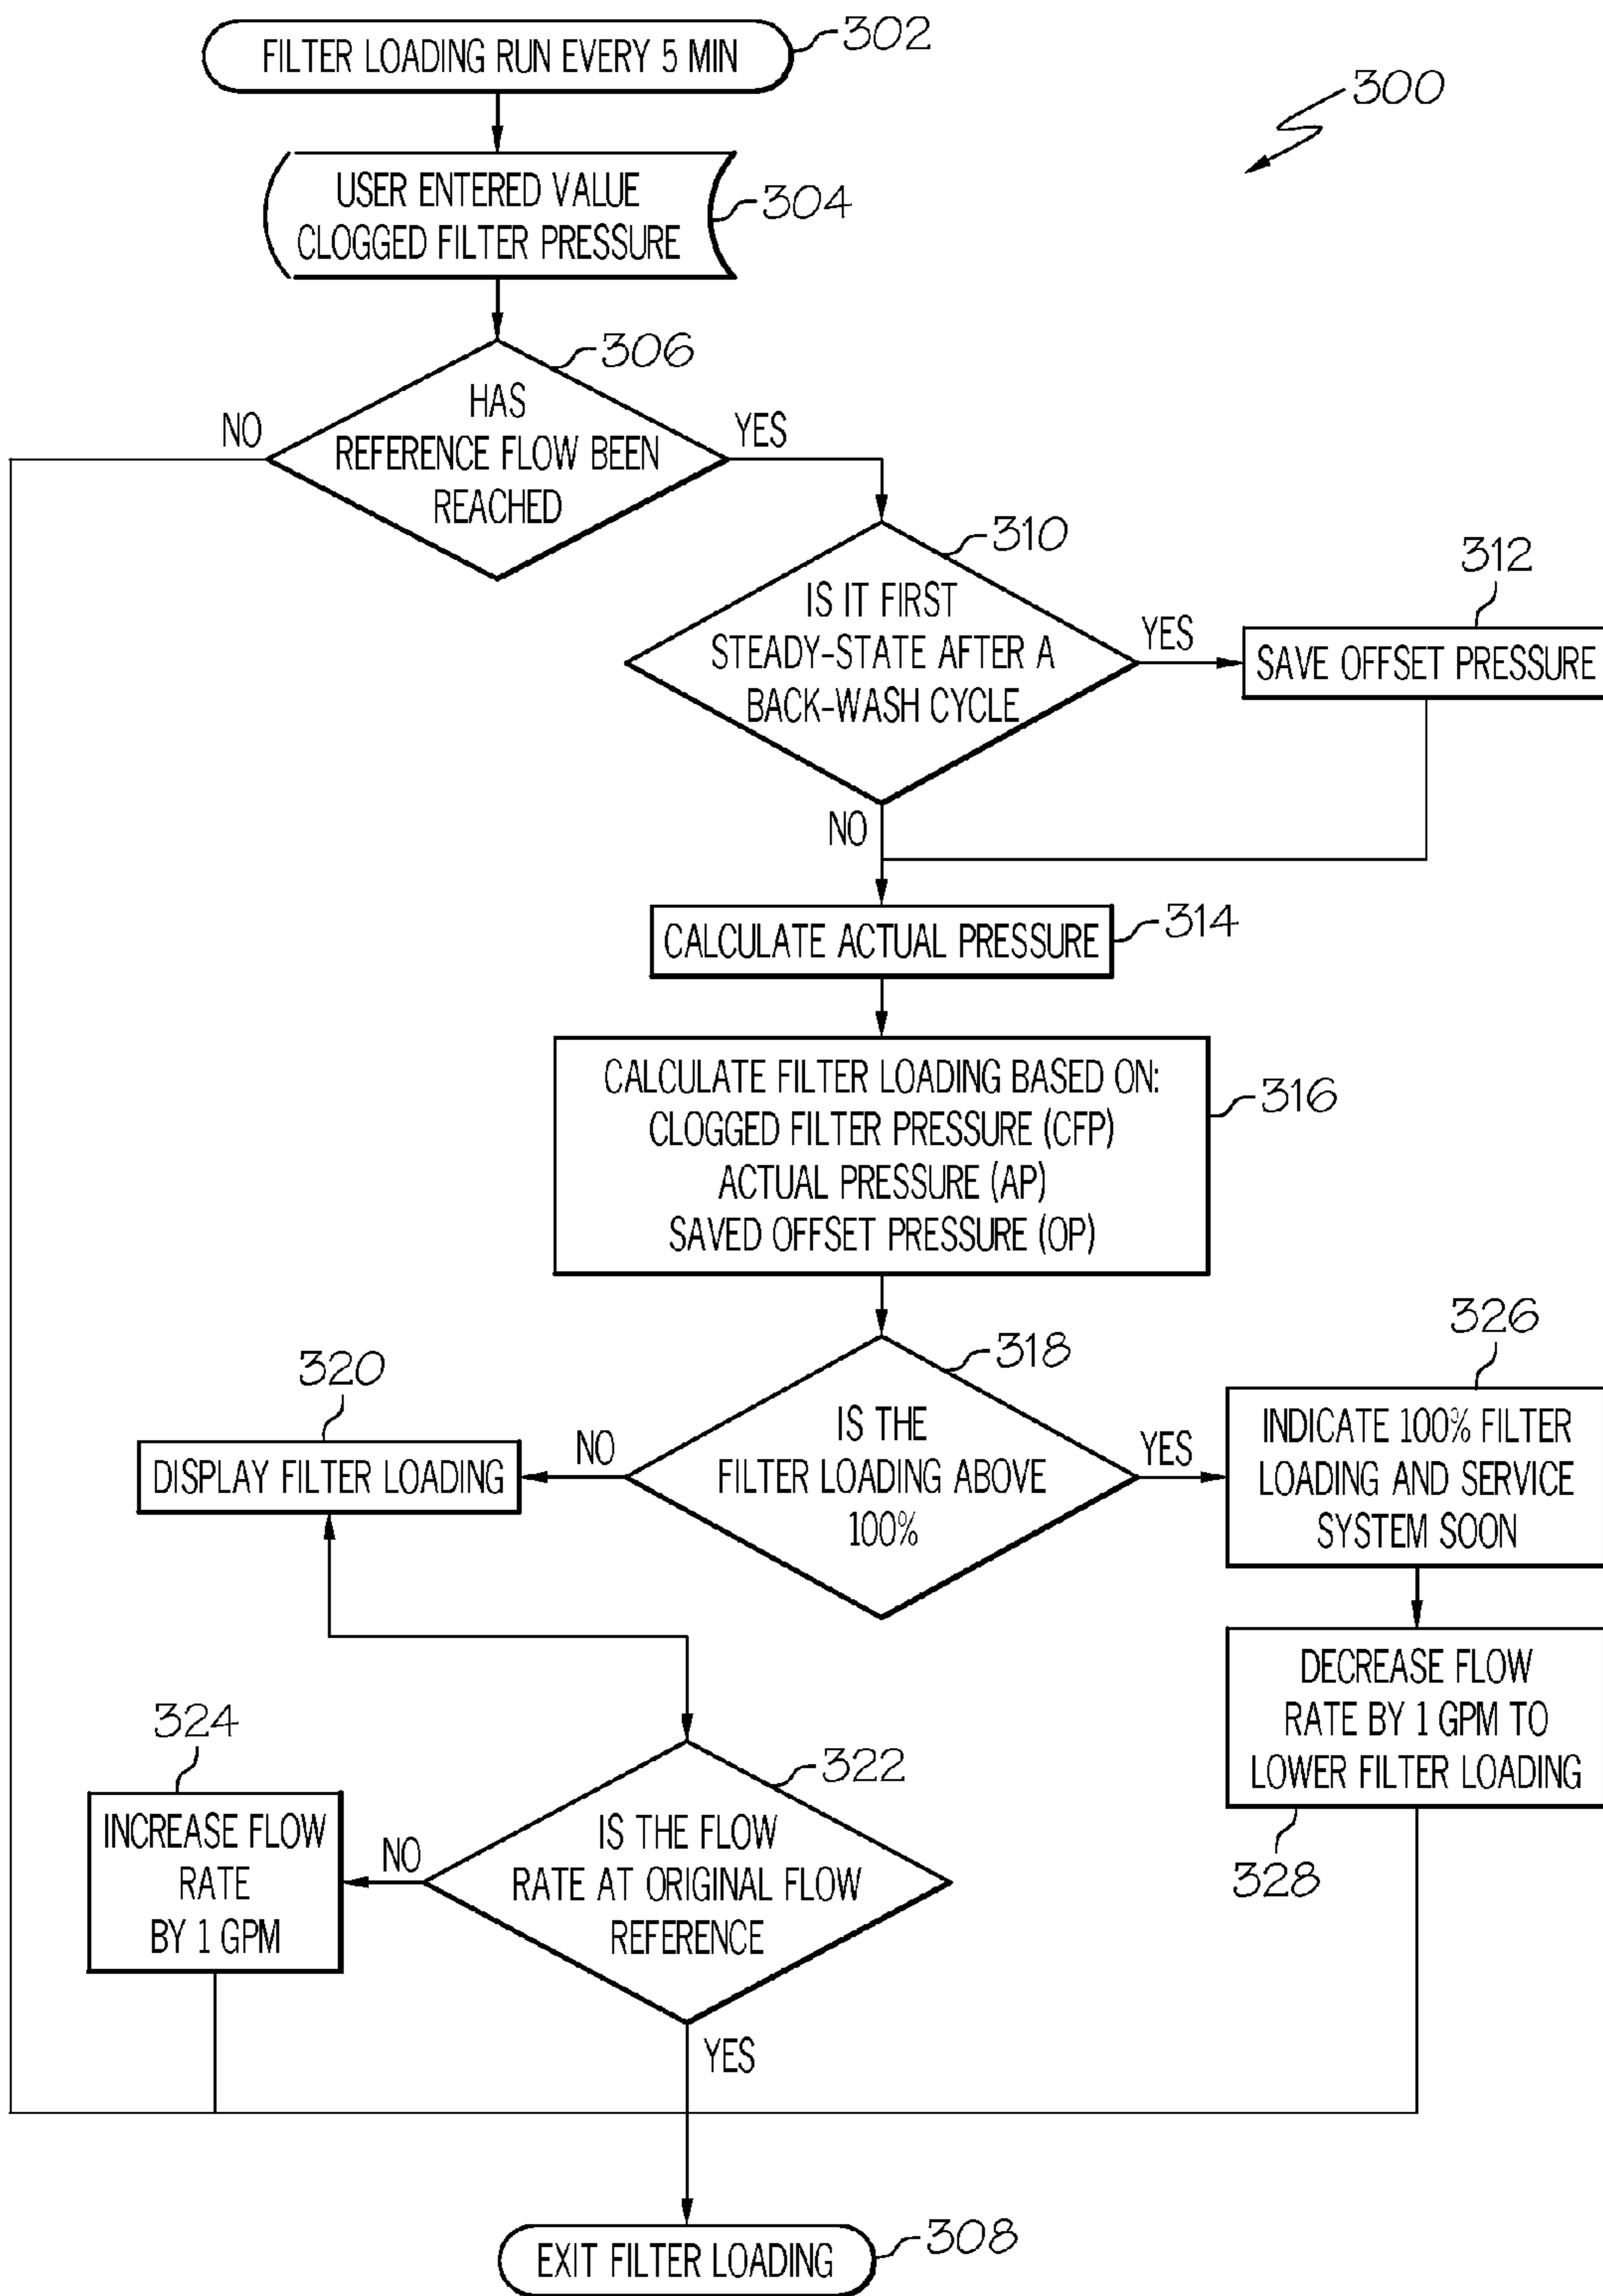 FILTER LOADING RUN EVERY 5 MIN
302
300
USER ENTERED VALUE
CLOGGED FILTER PRESSURE
304
306
HAS
REFERENCE FLOW BEEN
REACHED
NO
YES
310
IS IT FIRST
STEADY-STATE AFTER A
BACK-WASH CYCLE
YES
NO
312
SAVE OFFSET PRESSURE
CALCULATE ACTUAL PRESSURE
314
CALCULATE FILTER LOADING BASED ON:
CLOGGED FILTER PRESSURE (CFP)
ACTUAL PRESSURE (AP)
SAVED OFFSET PRESSURE (OP)
316
318
IS THE
FILTER LOADING ABOVE
100%
NO
YES
320
DISPLAY FILTER LOADING
326
INDICATE 100% FILTER
LOADING AND SERVICE
SYSTEM SOON
DECREASE FLOW
RATE BY 1 GPM TO
LOWER FILTER LOADING
328
322
IS THE FLOW
RATE AT ORIGINAL FLOW
REFERENCE
NO
YES
324
INCREASE FLOW
RATE
BY 1 GPM
EXIT FILTER LOADING
308